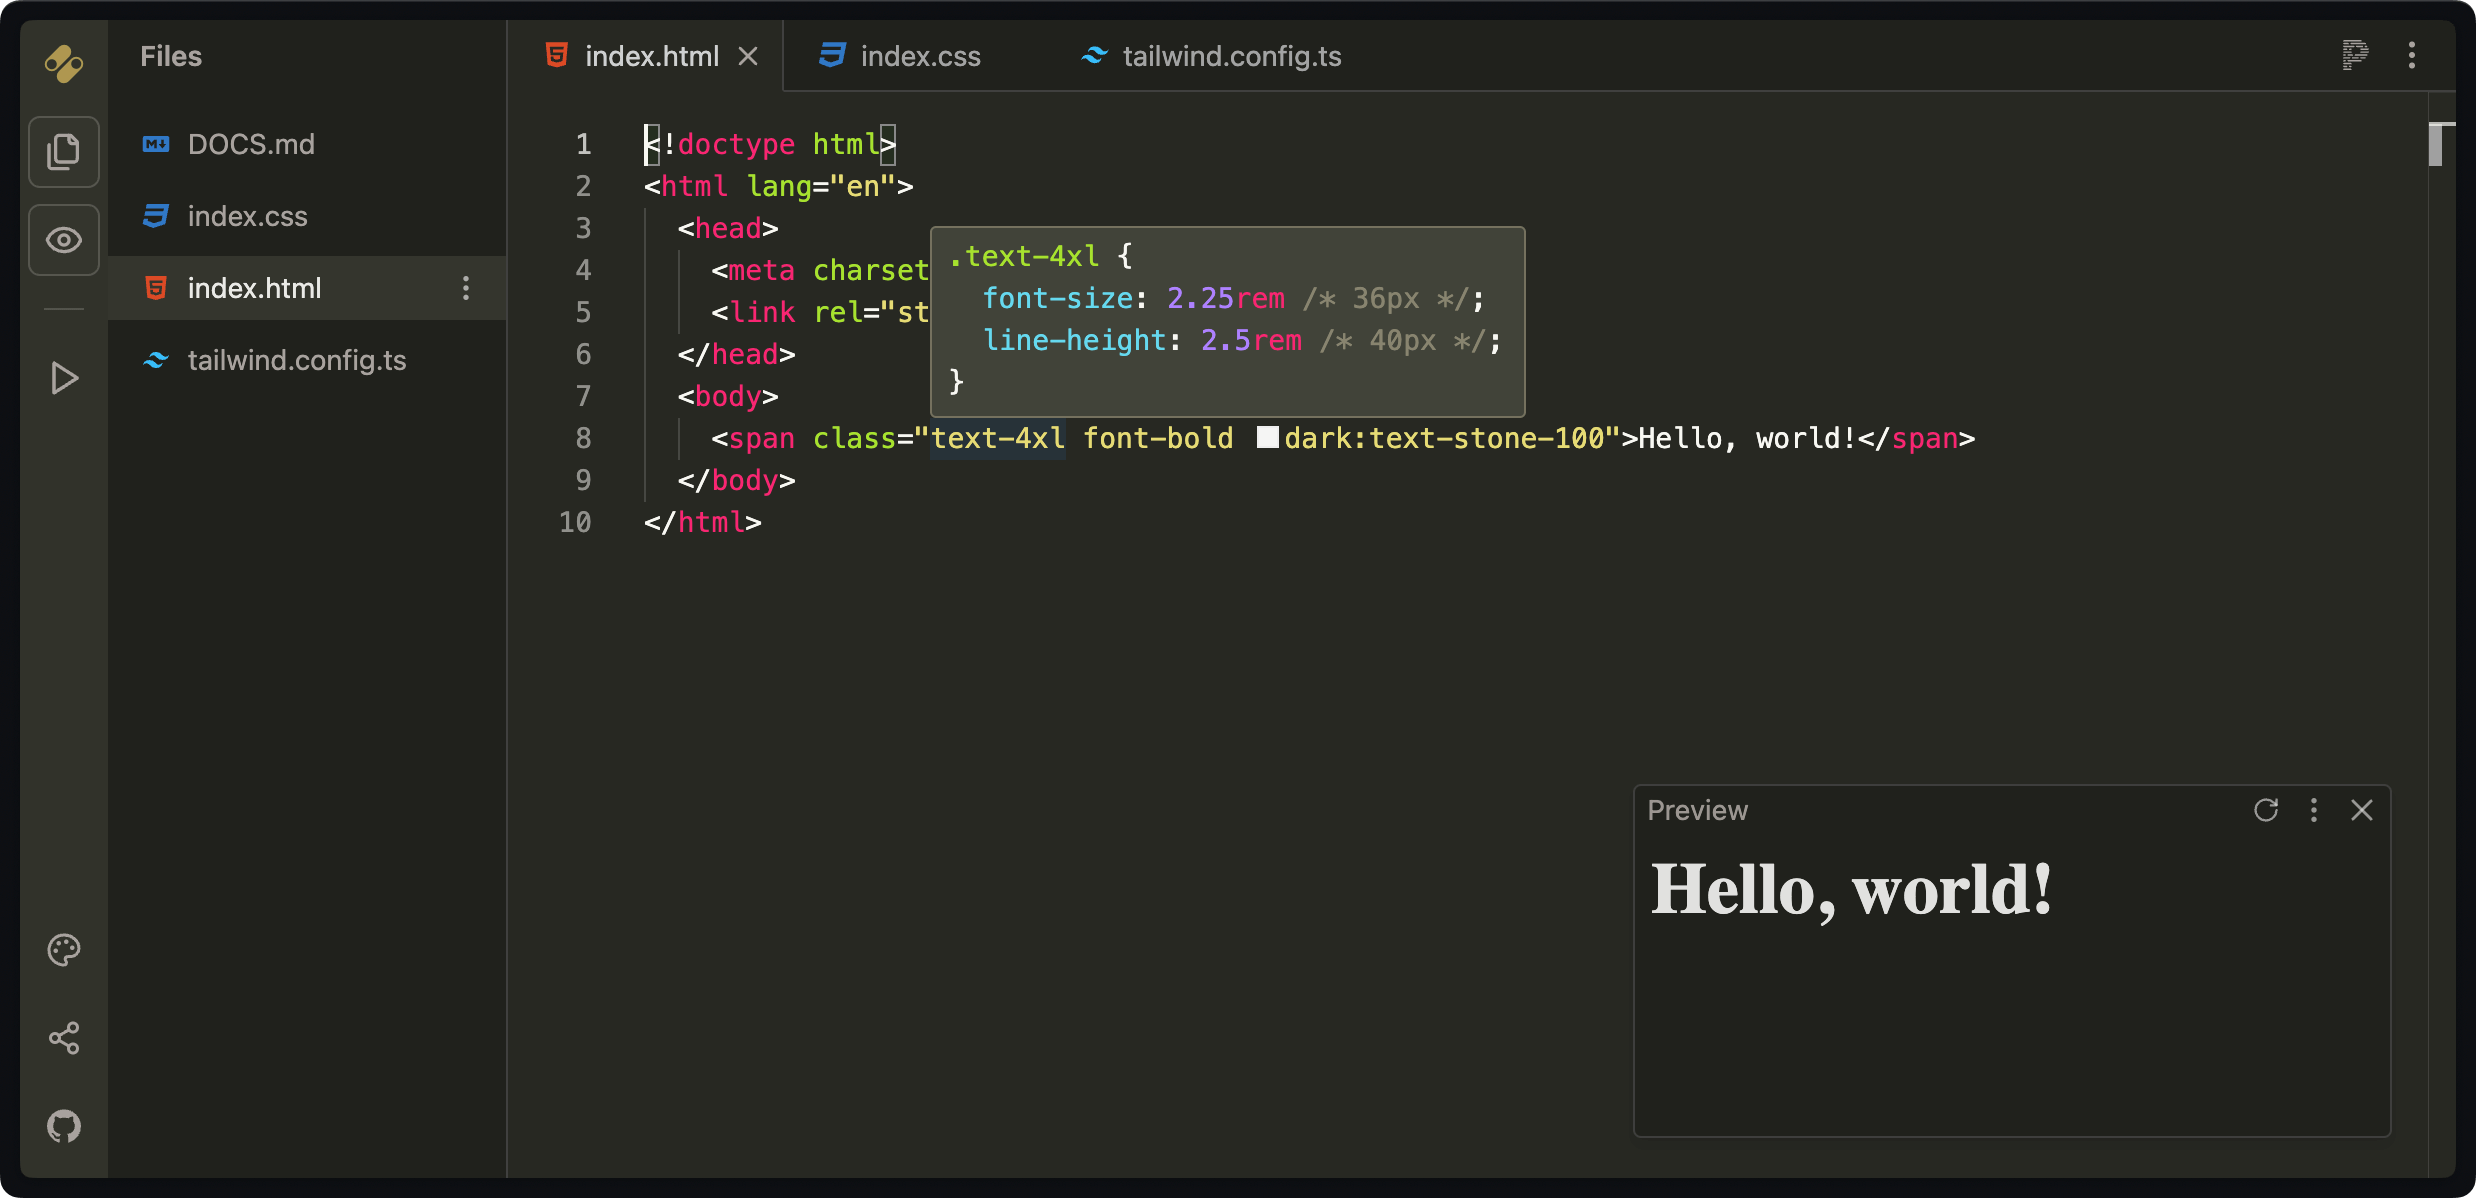 Files
DOCS.md
index.css
index.html
tailwind.config.ts
index.html
index.css
tailwind.config.ts
1 <!doctype html>
2 <html lang="en">
3 <head>
4 <meta charset
5 <link rel="st
6 </head>
7 <body>
8 <span class="text-4xl font-bold dark:text-stone-100">Hello, world!</span>
9 </body>
10 </html>
.text-4xl {
font-size: 2.25rem /* 36px */;
line-height: 2.5rem /* 40px */;
}
Preview
Hello, world!